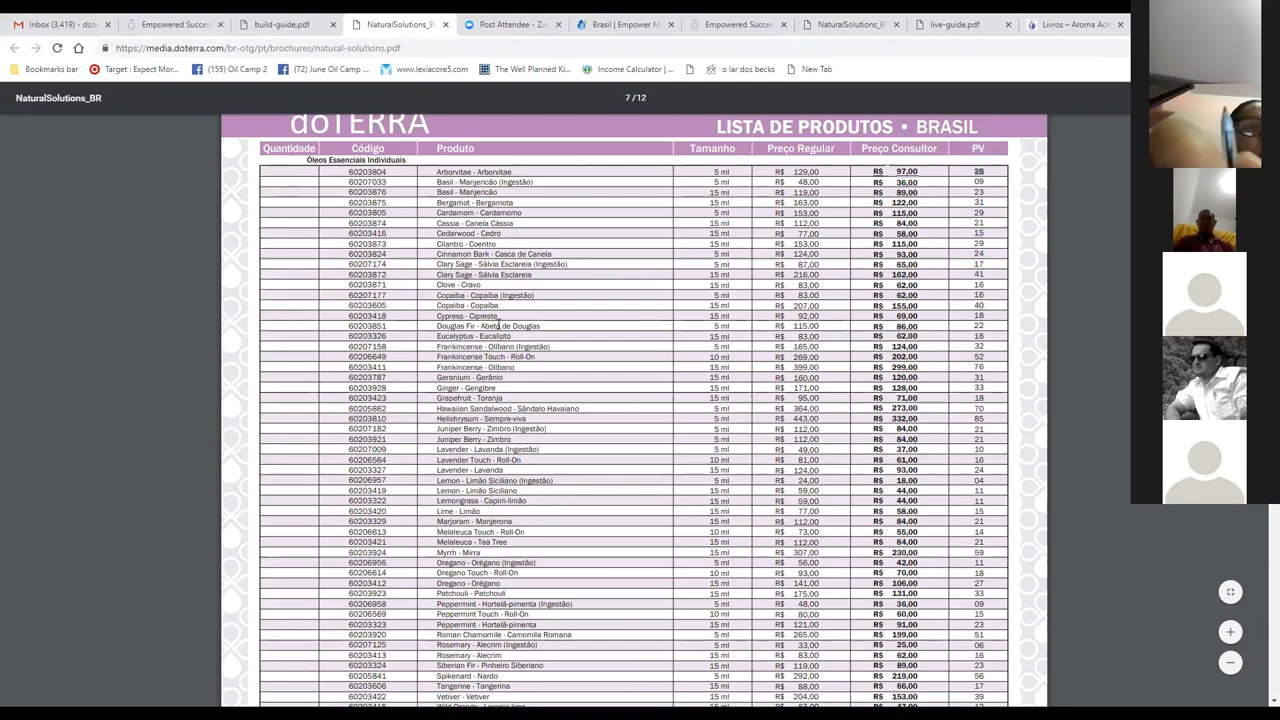 Inbox (3,419) - dote
Empowered Succes
build-guide.pdf
NaturalSolutions_BR
Post Attendee - Zoo
Brasil | Empower M
Empowered Succes
NaturalSolutions_BR
live-guide.pdf
Livros – Aroma Aca
https://media.doterra.com/br-otg/pt/brochures/natural-solutions.pdf
Bookmarks bar
Target : Expect Mor...
(155) Oil Camp 2
(72) June Oil Camp ...
www.lexiacore5.com
The Well Planned Ki...
Income Calculator | ...
o lar dos becks
New Tab
NaturalSolutions_BR
7 / 12
doTERRA
LISTA DE PRODUTOS • BRASIL
Quantidade Código Produto Tamanho Preço Regular Preço Consultor PV
Óleos Essenciais Individuais
60203804 Arborvitae - Arborvitae 5 ml R$ 129,00 R$ 97,00 25
60207033 Basil - Manjericão (Ingestão) 5 ml R$ 48,00 R$ 36,00 09
60203876 Basil - Manjericão 15 ml R$ 119,00 R$ 89,00 23
60203875 Bergamot - Bergamota 15 ml R$ 163,00 R$ 122,00 31
60203805 Cardamom - Cardamomo 5 ml R$ 153,00 R$ 115,00 29
60203874 Cassia - Canela Cássia 15 ml R$ 112,00 R$ 84,00 21
60203416 Cedarwood - Cedro 15 ml R$ 77,00 R$ 58,00 15
60203873 Cilantro - Coentro 15 ml R$ 153,00 R$ 115,00 29
60203824 Cinnamon Bark - Casca de Canela 5 ml R$ 124,00 R$ 93,00 24
60207174 Clary Sage - Sálvia Esclareia (Ingestão) 5 ml R$ 87,00 R$ 65,00 17
60203872 Clary Sage - Sálvia Esclareia 15 ml R$ 216,00 R$ 162,00 41
60203871 Clove - Cravo 15 ml R$ 83,00 R$ 62,00 16
60207177 Copaiba - Copaíba (Ingestão) 5 ml R$ 83,00 R$ 62,00 16
60203605 Copaiba - Copaíba 15 ml R$ 207,00 R$ 155,00 40
60203418 Cypress - Cipreste 15 ml R$ 92,00 R$ 69,00 18
60203851 Douglas Fir - Abeto de Douglas 5 ml R$ 115,00 R$ 86,00 22
60203326 Eucalyptus - Eucalipto 15 ml R$ 83,00 R$ 62,00 16
60207158 Frankincense - Olíbano (Ingestão) 5 ml R$ 165,00 R$ 124,00 32
60206649 Frankincense Touch - Roll-On 10 ml R$ 269,00 R$ 202,00 52
60203411 Frankincense - Olíbano 15 ml R$ 399,00 R$ 299,00 76
60203787 Geranium - Gerânio 15 ml R$ 160,00 R$ 120,00 31
60203928 Ginger - Gengibre 15 ml R$ 171,00 R$ 128,00 33
60203423 Grapefruit - Toranja 15 ml R$ 95,00 R$ 71,00 18
60205862 Hawaiian Sandalwood - Sândalo Havaiano 5 ml R$ 364,00 R$ 273,00 70
60203810 Helichrysum - Sempre-viva 5 ml R$ 443,00 R$ 332,00 85
60207182 Juniper Berry - Zimbro (Ingestão) 5 ml R$ 112,00 R$ 84,00 21
60203921 Juniper Berry - Zimbro 5 ml R$ 112,00 R$ 84,00 21
60207009 Lavender - Lavanda (Ingestão) 5 ml R$ 49,00 R$ 37,00 10
60206564 Lavender Touch - Roll-On 10 ml R$ 81,00 R$ 61,00 16
60203327 Lavender - Lavanda 15 ml R$ 124,00 R$ 93,00 24
60206957 Lemon - Limão Siciliano (Ingestão) 5 ml R$ 24,00 R$ 18,00 04
60203419 Lemon - Limão Siciliano 15 ml R$ 59,00 R$ 44,00 11
60203322 Lemongrass - Capim-limão 15 ml R$ 59,00 R$ 44,00 11
60203420 Lime - Limão 15 ml R$ 77,00 R$ 58,00 15
60203329 Marjoram - Manjerona 15 ml R$ 112,00 R$ 84,00 21
60206613 Melaleuca Touch - Roll-On 10 ml R$ 73,00 R$ 55,00 14
60203421 Melaleuca - Tea Tree 15 ml R$ 112,00 R$ 84,00 21
60203924 Myrrh - Mirra 15 ml R$ 307,00 R$ 230,00 59
60206956 Oregano - Orégano (Ingestão) 5 ml R$ 56,00 R$ 42,00 11
60206614 Oregano Touch - Roll-On 10 ml R$ 93,00 R$ 70,00 18
60203412 Oregano - Orégano 15 ml R$ 141,00 R$ 106,00 27
60203923 Patchouli - Patchouli 15 ml R$ 175,00 R$ 131,00 33
60206958 Peppermint - Hortelã-pimenta (Ingestão) 5 ml R$ 48,00 R$ 36,00 09
60206569 Peppermint Touch - Roll-On 10 ml R$ 80,00 R$ 60,00 15
60203323 Peppermint - Hortelã-pimenta 15 ml R$ 121,00 R$ 91,00 23
60203920 Roman Chamomile - Camomila Romana 5 ml R$ 265,00 R$ 199,00 51
60207125 Rosemary - Alecrim (Ingestão) 5 ml R$ 33,00 R$ 25,00 06
60203413 Rosemary - Alecrim 15 ml R$ 83,00 R$ 62,00 16
60203324 Siberian Fir - Pinheiro Siberiano 15 ml R$ 119,00 R$ 89,00 23
60205841 Spikenard - Nardo 5 ml R$ 292,00 R$ 219,00 56
60203606 Tangerine - Tangerina 15 ml R$ 88,00 R$ 66,00 17
60203422 Vetiver - Vetiver 15 ml R$ 204,00 R$ 153,00 39